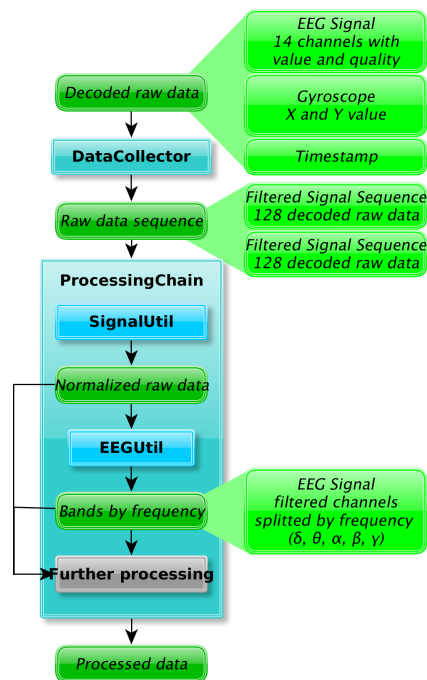 EEG Signal
14 channels with
value and quality
Decoded raw data
Gyroscope
X and Y value
DataCollector
Timestamp
Filtered Signal Sequence
128 decoded raw data
Raw data sequence
Filtered Signal Sequence
128 decoded raw data
ProcessingChain
SignalUtil
Normalized raw data
EEGUtil
EEG Signal
filtered channels
splitted by frequency
(δ, θ, α, β, γ)
Bands by frequency
Further processing
Processed data